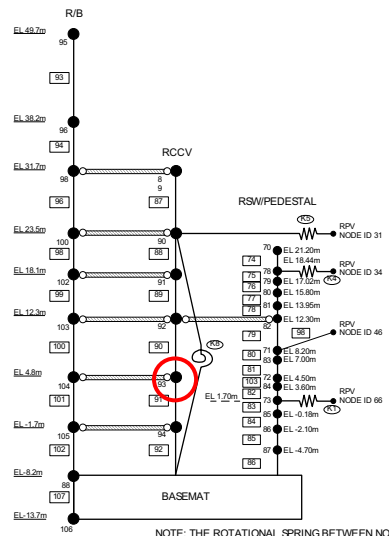 R/B
EL 49.7m
95
93
EL 38.2m
96
94
RCCV
EL 31.7m
98
8
9
96
87
RSW/PEDESTAL
K5
RPV
NODE ID 31
EL 23.5m
100
90
70
EL 21.20m
98
88
74
EL 18.44m
78
RPV
NODE ID 34
K4
EL 18.1m
102
91
75
79
EL 17.02m
76
80
EL 15.80m
99
89
77
81
EL 13.95m
78
EL 12.3m
103
92
82
EL 12.30m
98
RPV
NODE ID 46
79
100
90
K8
71
EL 8.20m
80
83
EL 7.00m
81
EL 4.8m
104
93
72
EL 4.50m
103
84
EL 3.60m
82
101
91
EL 1.70m
73
RPV
NODE ID 66
K1
83
85
EL -0.18m
84
EL -1.7m
105
94
86
EL -2.10m
85
102
92
87
EL -4.70m
86
EL-8.2m
88
107
BASEMAT
EL-13.7m
106
NOTE: THE ROTATIONAL SPRING BETWEEN NO